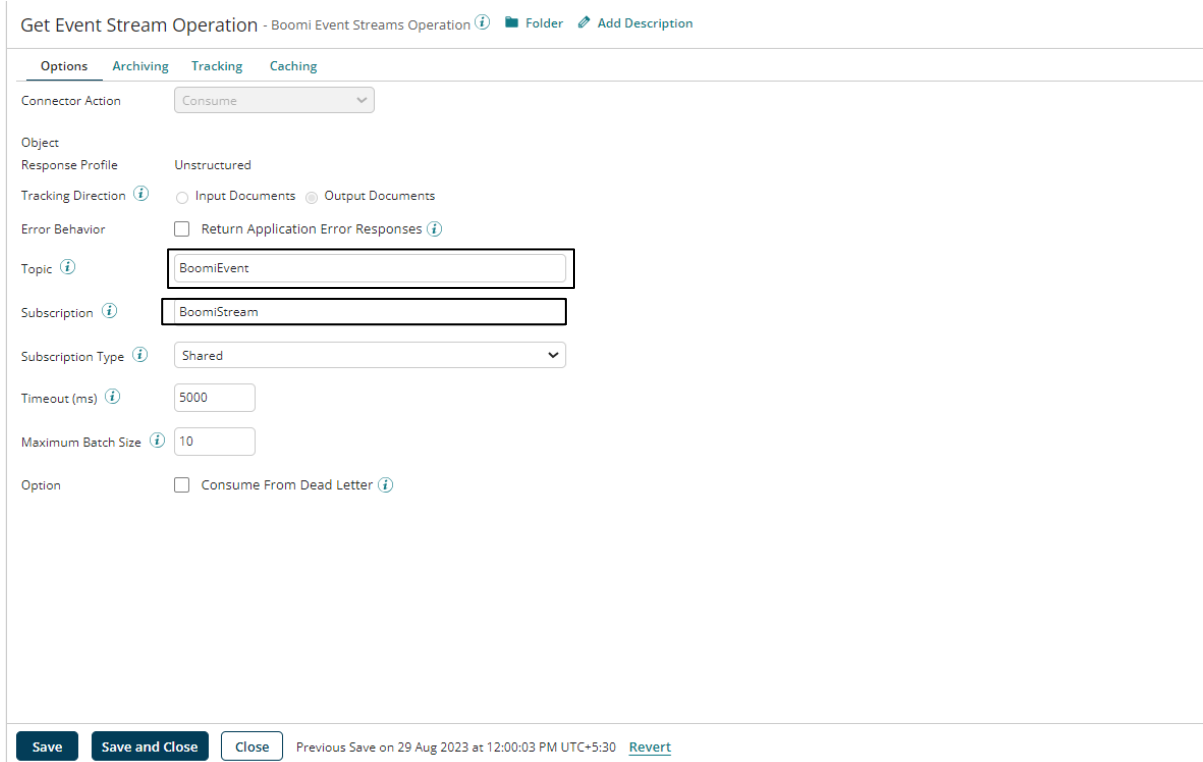 Get Event Stream Operation - Boomi Event Streams Operation i Folder Add Description
Options Archiving Tracking Caching
Connector Action Consume
Object
Response Profile Unstructured
Tracking Direction i Input Documents Output Documents
Error Behavior Return Application Error Responses i
Topic i BoomiEvent
Subscription i BoomiStream
Subscription Type i Shared
Timeout (ms) i 5000
Maximum Batch Size i 10
Option Consume From Dead Letter i
Save Save and Close Close Previous Save on 29 Aug 2023 at 12:00:03 PM UTC+5:30 Revert